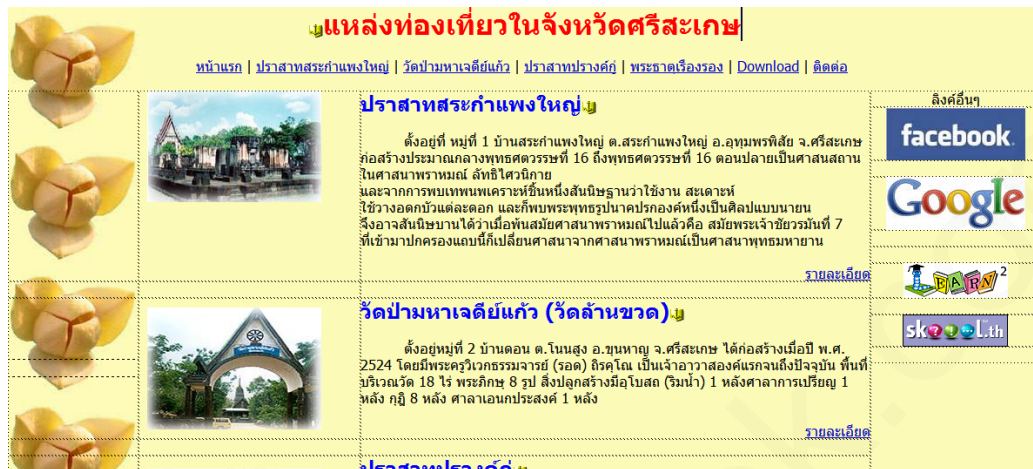 แหล่งท่องเที่ยวในจังหวัดศรีสะเกษ
หน้าแรก | ปราสาทสระกำแพงใหญ่ | วัดป่ามหาเจดีย์แก้ว | ปราสาทปรางค์กู่ | พระธาตุเรืองรอง | Download | ติดต่อ
ปราสาทสระกำแพงใหญ่
ตั้งอยู่ที่ หมู่ที่ 1 บ้านสระกำแพงใหญ่ ต.สระกำแพงใหญ่ อ.อุทุมพรพิสัย จ.ศรีสะเกษ
ก่อสร้างประมาณกลางพุทธศตวรรษที่ 16 ถึงพุทธศตวรรษที่ 16 ตอนปลายเป็นศาสนสถาน
ในศาสนาพราหมณ์ ลัทธิไศวนิกาย
และจากการพบเทพนพเคราะห์ชิ้นหนึ่งสันนิษฐานว่าใช้งาน สะเดาะห์
ใช้วางอดกบัวแต่ละดอก และก็พบพระพุทธรูปนาคปรกองค์หนึ่งเป็นศิลปแบบนายน
จึงอาจสันนิษบานได้ว่าเมื่อพ้นสมัยศาสนาพราหมณ์ไปแล้วคือ สมัยพระเจ้าชัยวรมันที่ 7
ที่เข้ามาปกครองแถบนี้ก็เปลี่ยนศาสนาจากศาสนาพราหมณ์เป็นศาสนาพุทธมหายาน
รายละเอียด
วัดป่ามหาเจดีย์แก้ว (วัดล้านขวด)
ตั้งอยู่หมู่ที่ 2 บ้านดอน ต.โนนสูง อ.ขุนหาญ จ.ศรีสะเกษ ได้ก่อสร้างเมื่อปี พ.ศ.
2524 โดยมีพระครูวิเวกธรรมจารย์ (รอด) ถิรคุโณ เป็นเจ้าอาวาสองค์แรกจนถึงปัจจุบัน พื้นที่
บริเวณวัด 18 ไร่ พระภิกษุ 8 รูป สิ่งปลูกสร้างมีอุโบสถ (ริมน้ำ) 1 หลังศาลาการเปรียญ 1
หลัง กุฏิ 8 หลัง ศาลาเอนกประสงค์ 1 หลัง
รายละเอียด
ปราสาทปรางค์กู่
ลิงค์อื่นๆ
facebook
Google
LEARN2
skoool.th